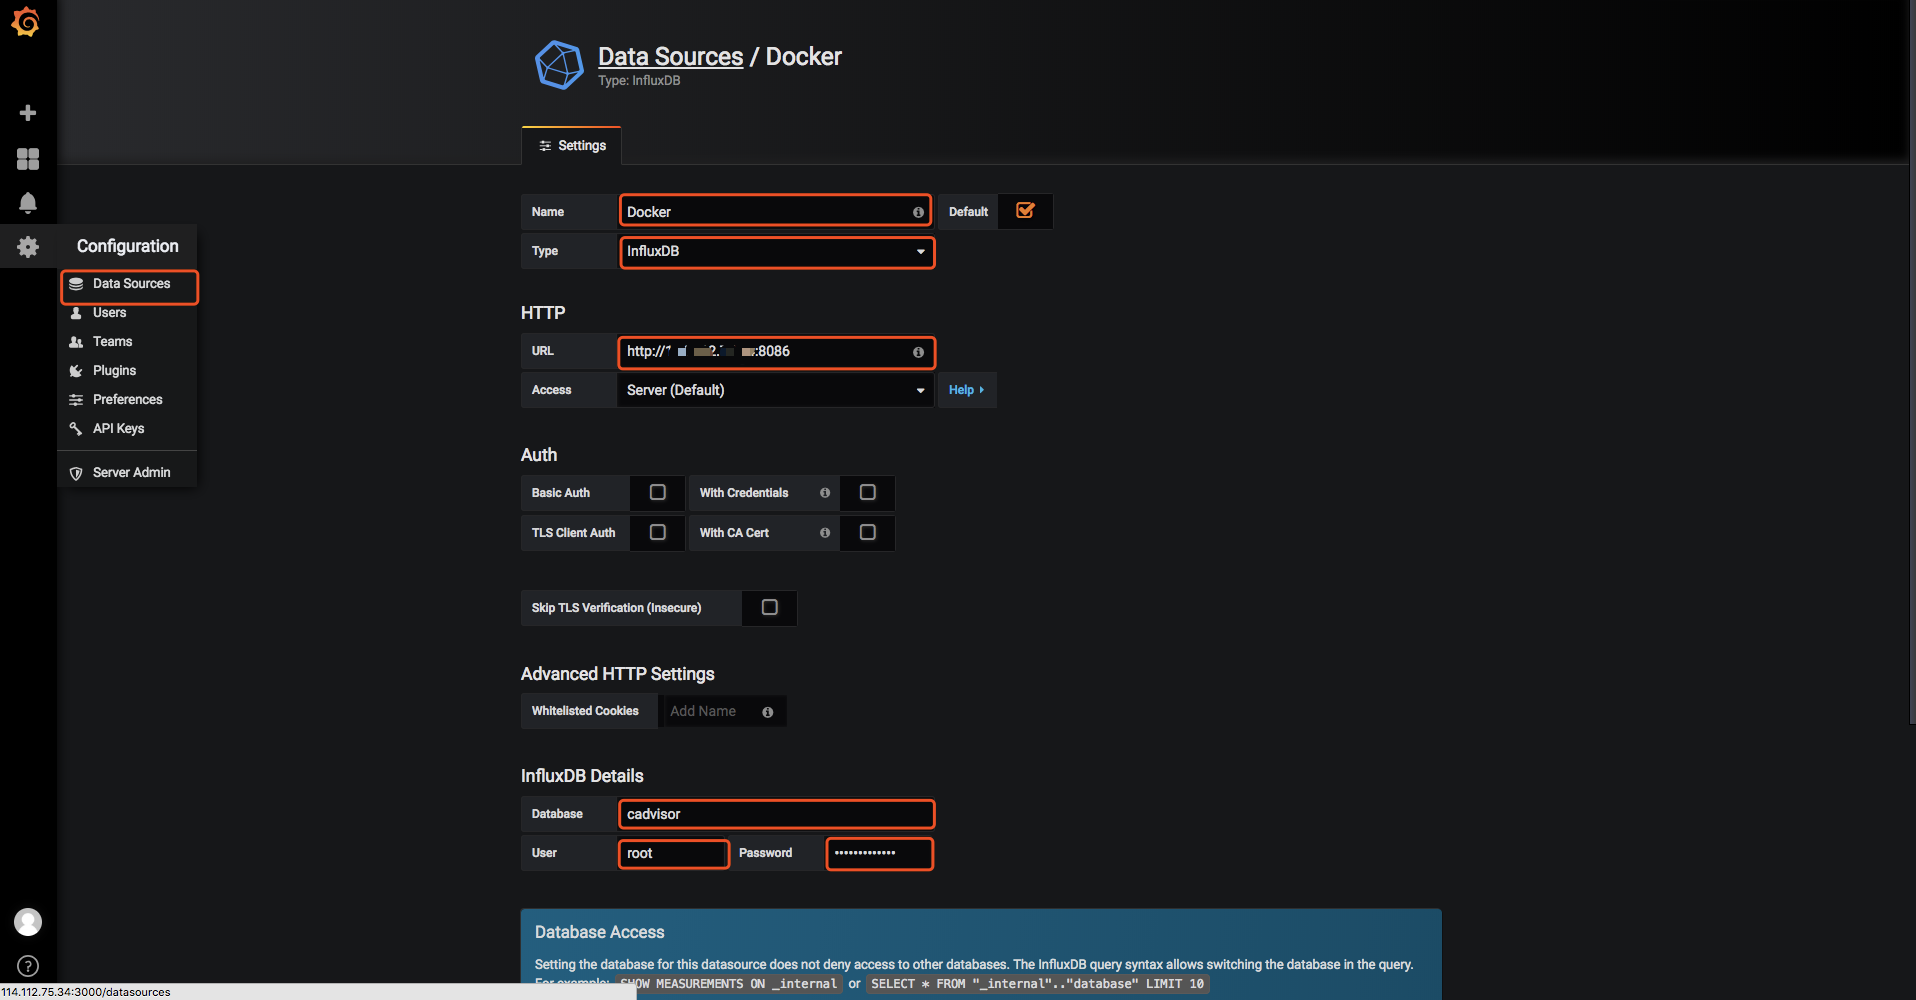 Data Sources / Docker
Type: InfluxDB
Settings
Name
Docker
Default
Type
InfluxDB
Configuration
Data Sources
Users
Teams
Plugins
Preferences
API Keys
Server Admin
HTTP
URL
http:// :8086
Access
Server (Default)
Help
Auth
Basic Auth
With Credentials
TLS Client Auth
With CA Cert
Skip TLS Verification (Insecure)
Advanced HTTP Settings
Whitelisted Cookies
Add Name
InfluxDB Details
Database
cadvisor
User
root
Password
•••••••••••••
Database Access
Setting the database for this datasource does not deny access to other databases. The InfluxDB query syntax allows switching the database in the query.
For example: SHOW MEASUREMENTS ON _internal or SELECT * FROM "_internal".."database" LIMIT 10
114.112.75.34:3000/datasources